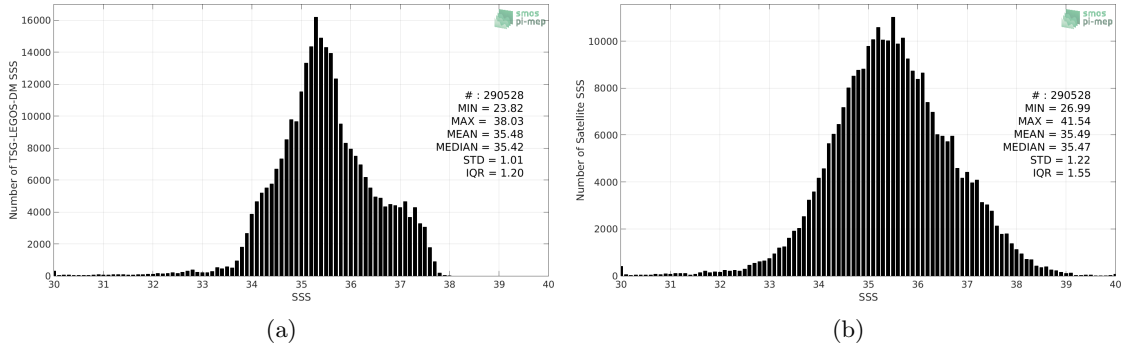 smos
pi-mep
16000
14000
12000
10000
8000
6000
4000
2000
0
Number of TSG-LEGOS-DM SSS
# : 290528
MIN = 23.82
MAX = 38.03
MEAN = 35.48
MEDIAN = 35.42
STD = 1.01
IQR = 1.20
30 31 32 33 34 35 36 37 38 39 40
SSS
(a)
smos
pi-mep
10000
8000
6000
4000
2000
0
Number of Satellite SSS
# : 290528
MIN = 26.99
MAX = 41.54
MEAN = 35.49
MEDIAN = 35.47
STD = 1.22
IQR = 1.55
30 31 32 33 34 35 36 37 38 39 40
SSS
(b)